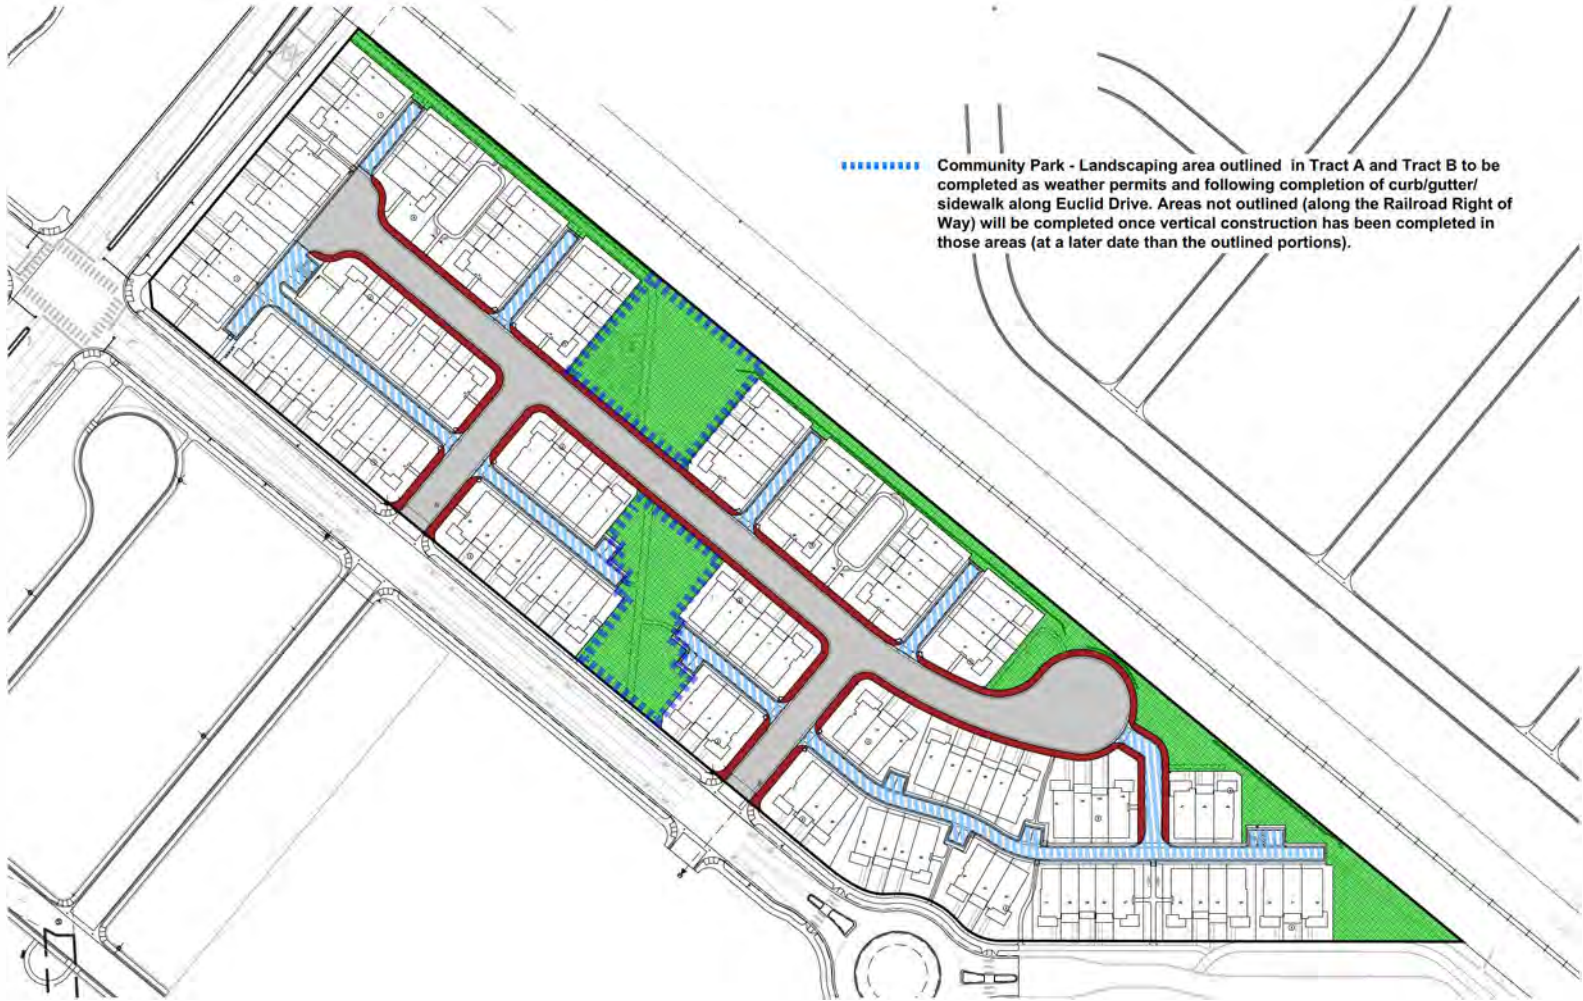 Community Park - Landscaping area outlined in Tract A and Tract B to be
completed as weather permits and following completion of curb/gutter/
sidewalk along Euclid Drive. Areas not outlined (along the Railroad Right of
Way) will be completed once vertical construction has been completed in
those areas (at a later date than the outlined portions).